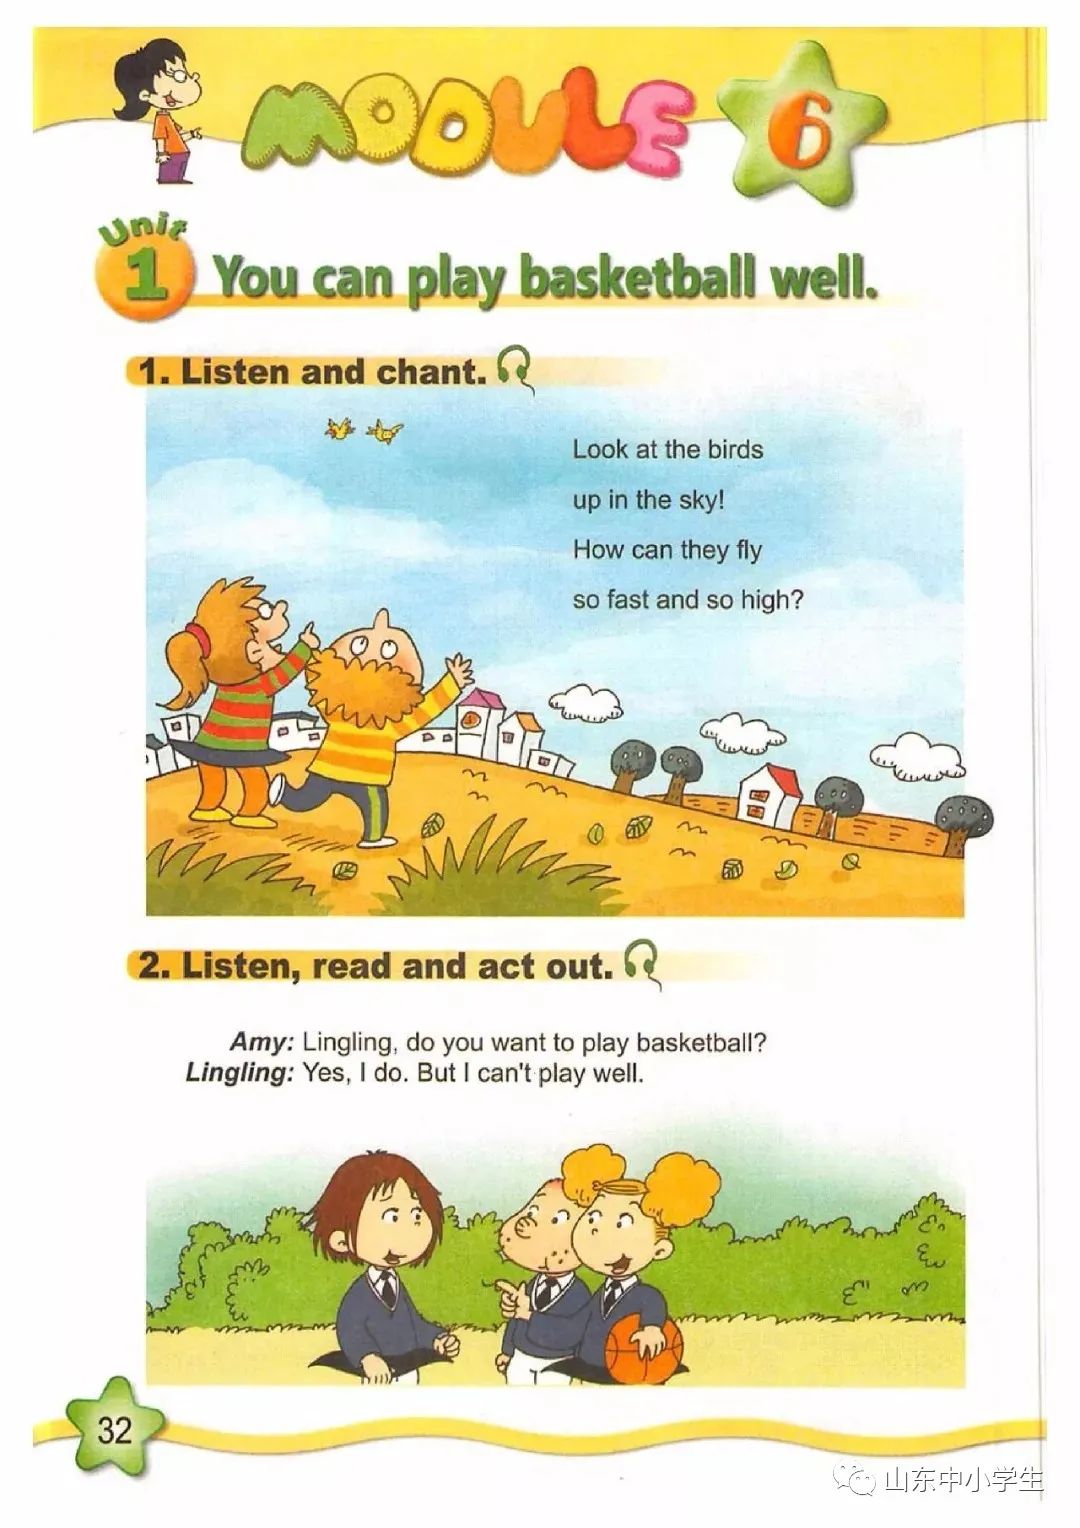 MODULE 6
Unit 1 You can play basketball well.
1. Listen and chant.
Look at the birds
up in the sky!
How can they fly
so fast and so high?
2. Listen, read and act out.
Amy: Lingling, do you want to play basketball?
Lingling: Yes, I do. But I can't play well.
32
山东中小学生